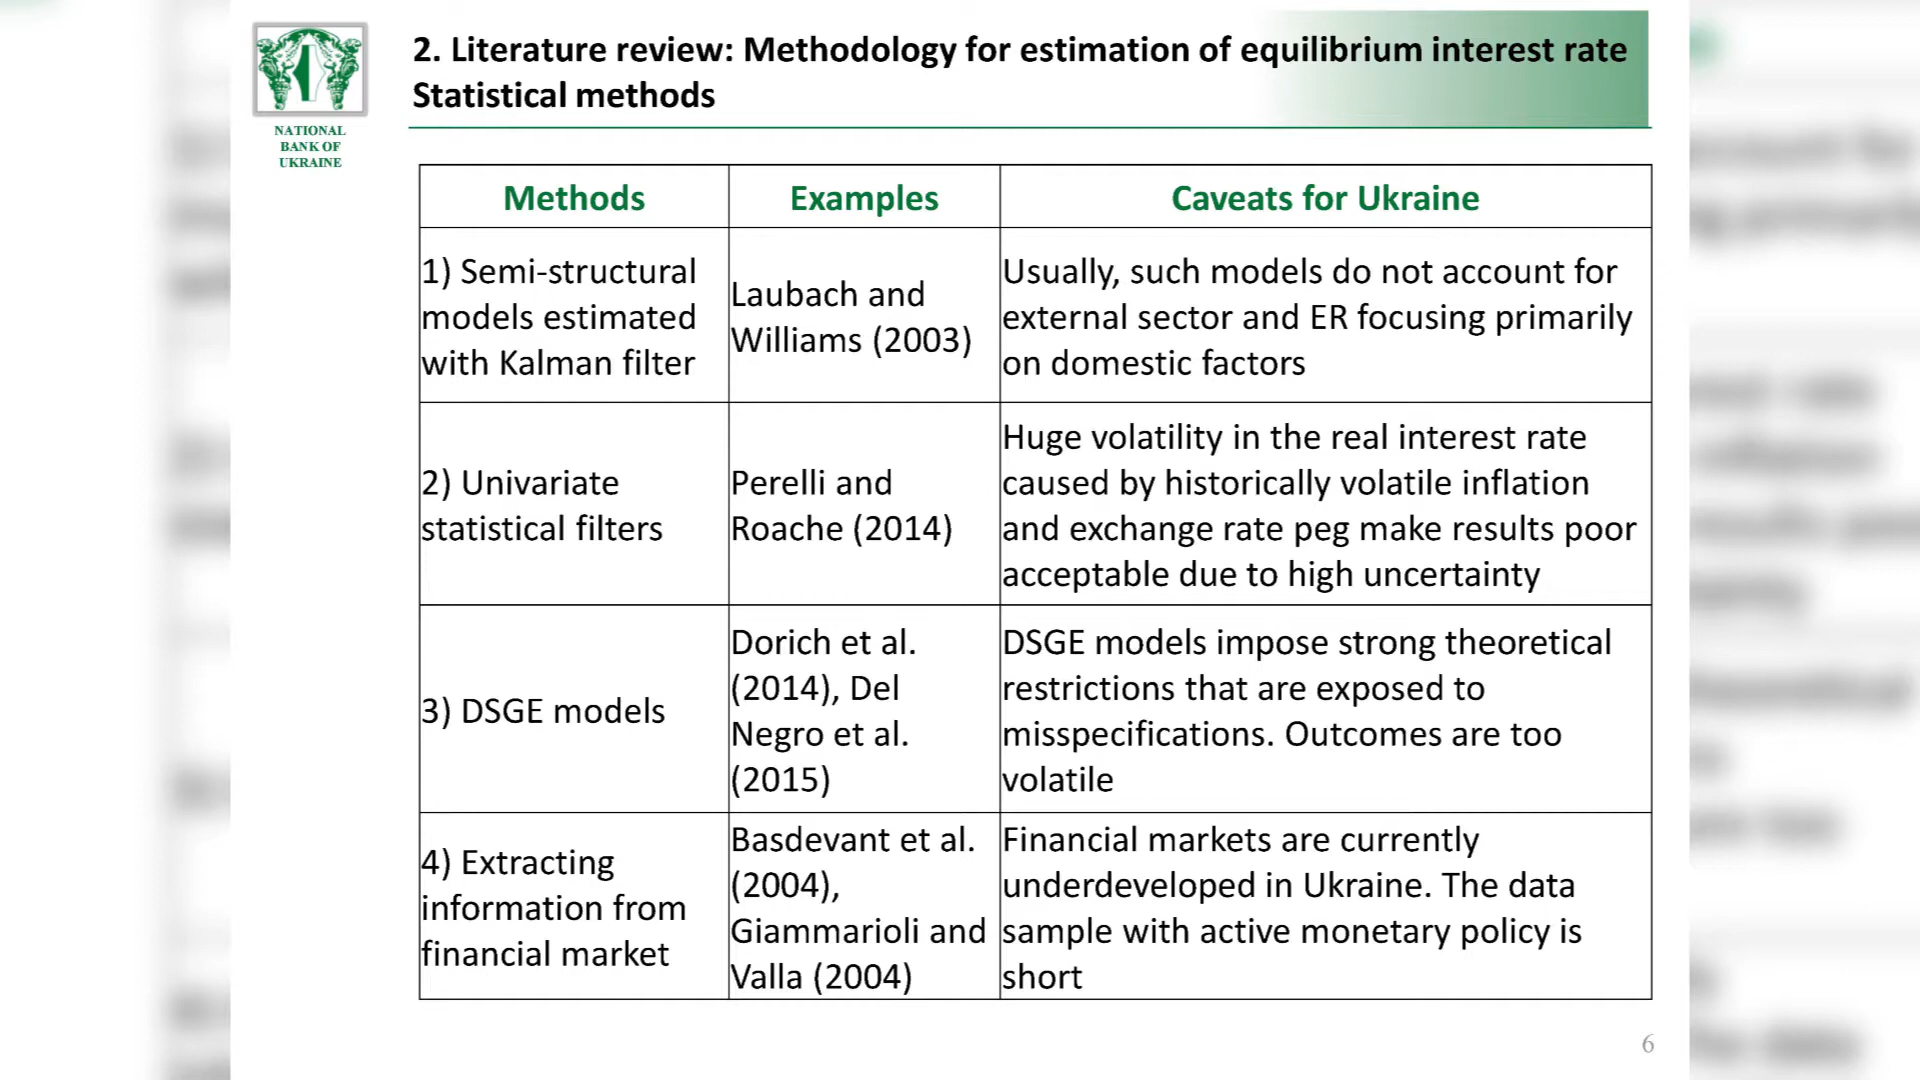 2. Literature review: Methodology for estimation of equilibrium interest rate
Statistical methods
NATIONAL
BANK OF
UKRAINE
Methods
Examples
Caveats for Ukraine
1) Semi-structural
models estimated
with Kalman filter
Laubach and
Williams (2003)
Usually, such models do not account for
external sector and ER focusing primarily
on domestic factors
2) Univariate
statistical filters
Perelli and
Roache (2014)
Huge volatility in the real interest rate
caused by historically volatile inflation
and exchange rate peg make results poor
acceptable due to high uncertainty
3) DSGE models
Dorich et al.
(2014), Del
Negro et al.
(2015)
DSGE models impose strong theoretical
restrictions that are exposed to
misspecifications. Outcomes are too
volatile
4) Extracting
information from
financial market
Basdevant et al.
(2004),
Giammarioli and
Valla (2004)
Financial markets are currently
underdeveloped in Ukraine. The data
sample with active monetary policy is
short
6